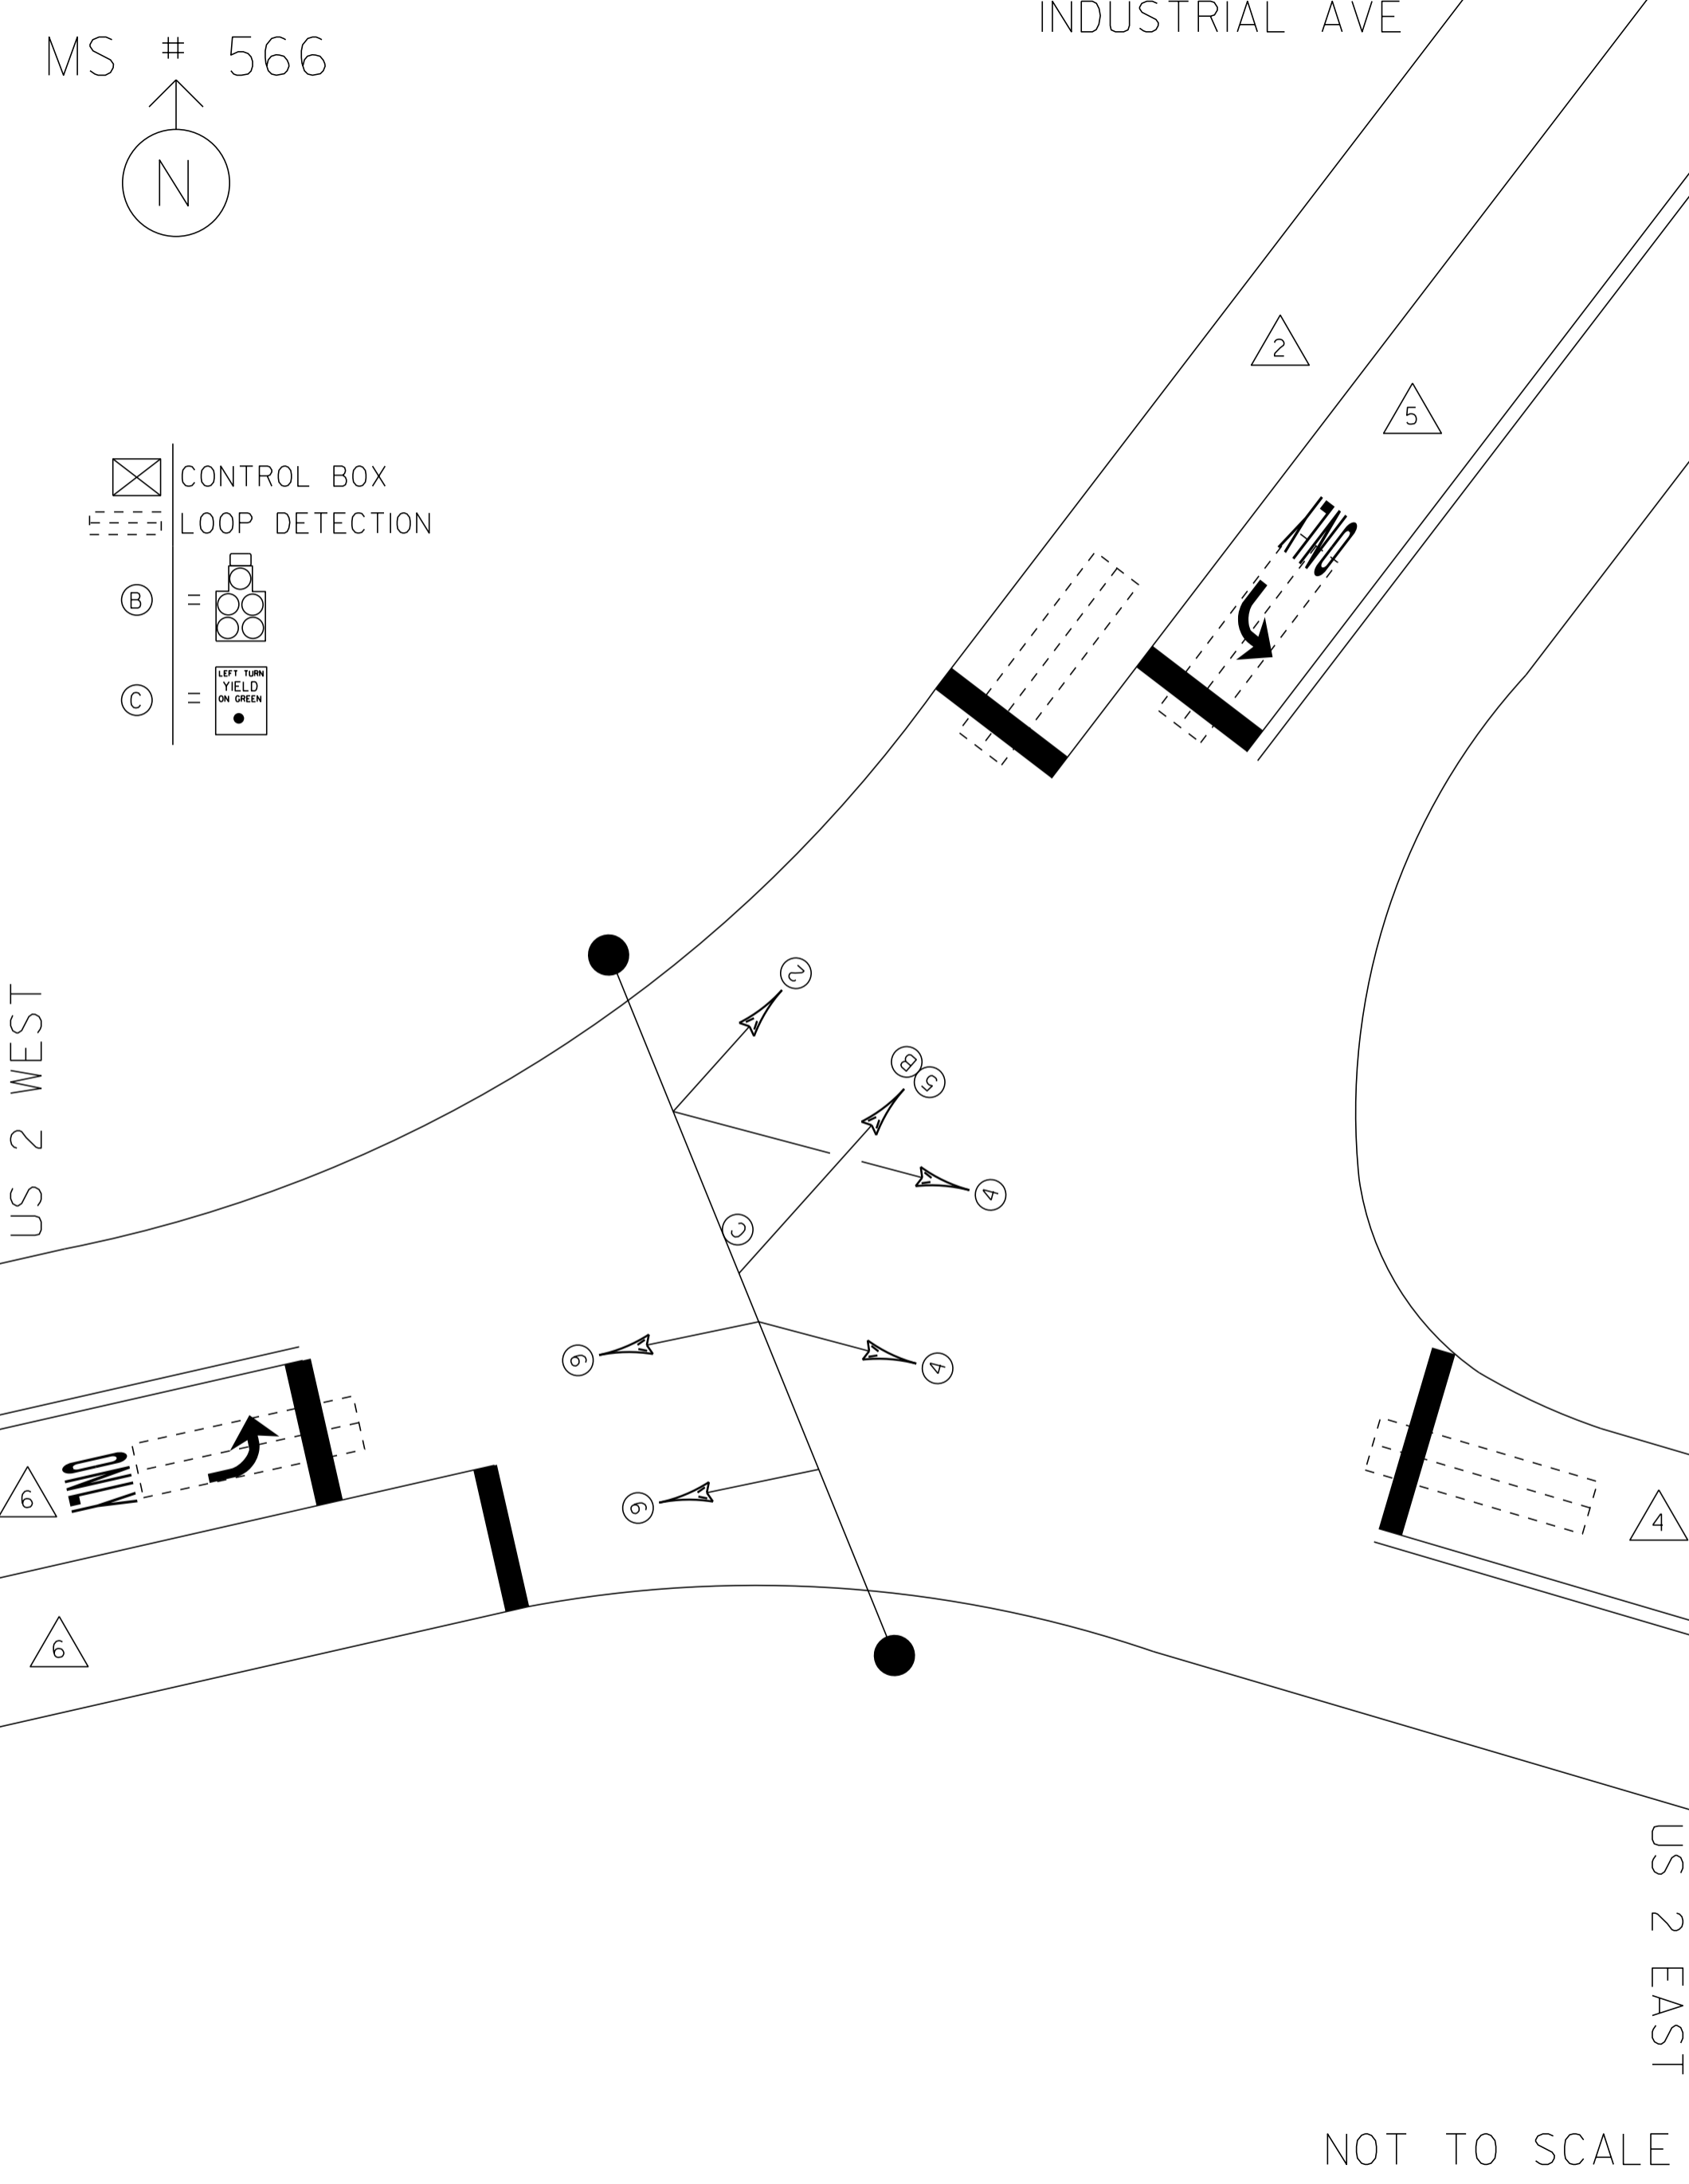 INDUSTRIAL AVE
MS # 566
N
2
5
CONTROL BOX
LOOP DETECTION
B =
C =
LEFT TURN
YIELD
ON GREEN
ONLY
2
B
5
4
C
US 2 WEST
6
4
6
ONLY
6
4
6
US 2 EAST
NOT TO SCALE